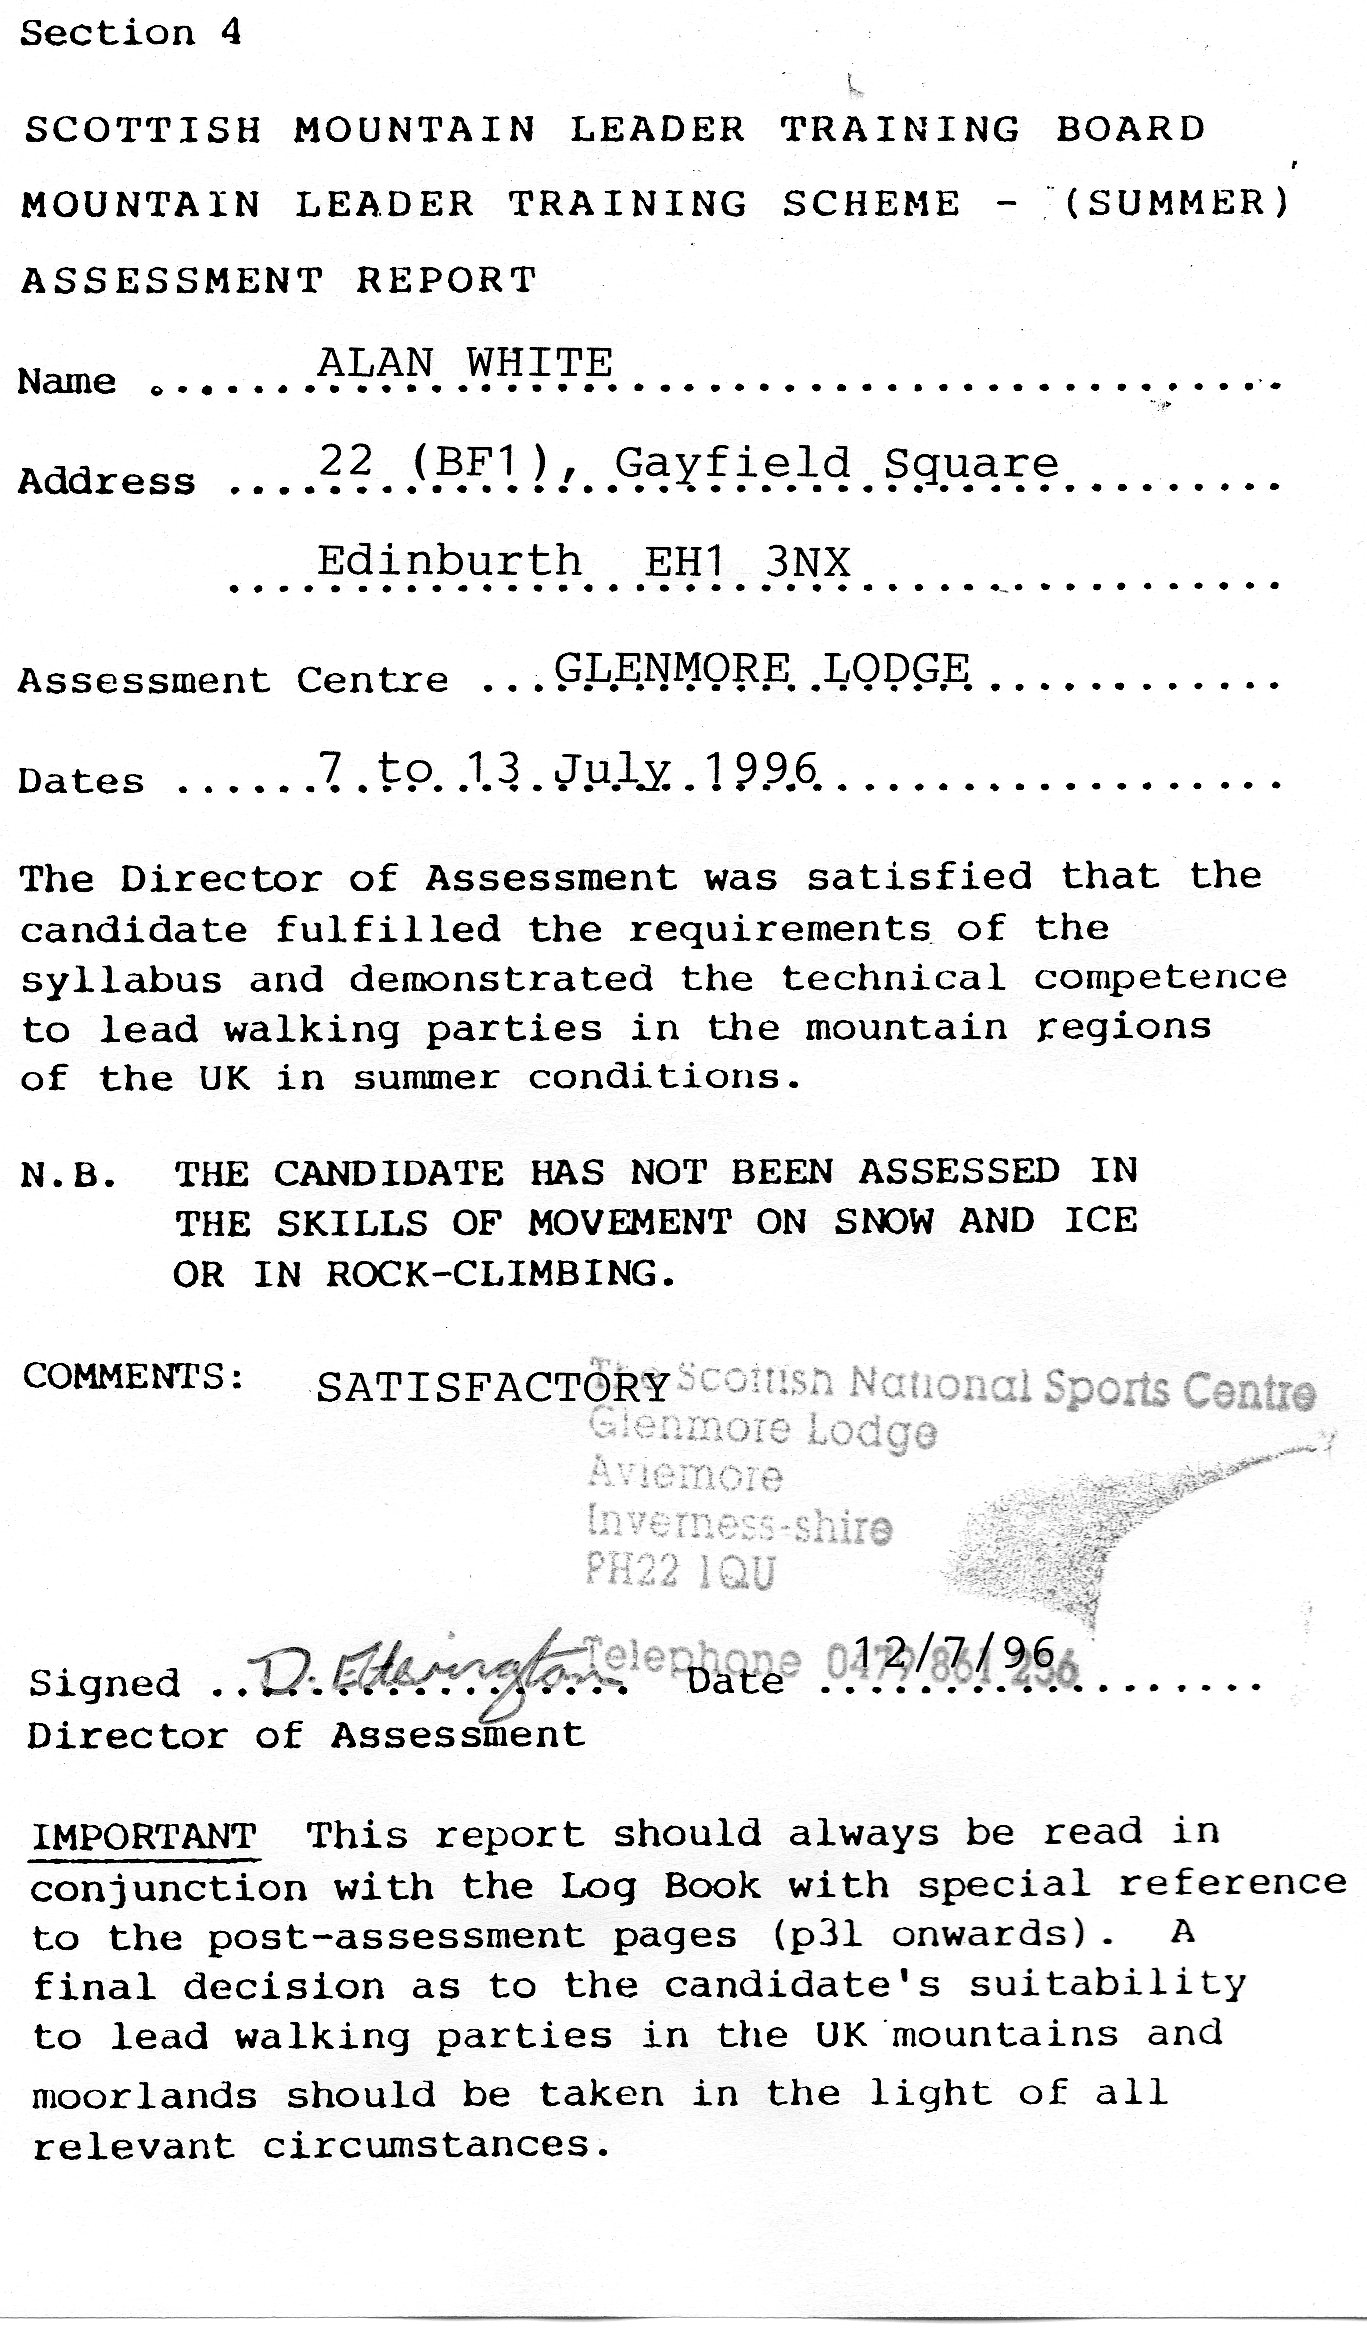 Section 4
SCOTTISH MOUNTAIN LEADER TRAINING BOARD
MOUNTAIN LEADER TRAINING SCHEME - (SUMMER)
ASSESSMENT REPORT
Name ALAN WHITE
Address 22 (BF1), Gayfield Square
Edinburth EH1 3NX
Assessment Centre GLENMORE LODGE
Dates 7 to 13 July 1996
The Director of Assessment was satisfied that the
candidate fulfilled the requirements of the
syllabus and demonstrated the technical competence
to lead walking parties in the mountain regions
of the UK in summer conditions.
N.B. THE CANDIDATE HAS NOT BEEN ASSESSED IN
THE SKILLS OF MOVEMENT ON SNOW AND ICE
OR IN ROCK-CLIMBING.
COMMENTS: SATISFACTORY
The Scottish National Sports Centre
Glenmore Lodge
Aviemore
Inverness-shire
PH22 1QU
Telephone 0479 861 256
Signed D. Etherington Date 12/7/96
Director of Assessment
IMPORTANT This report should always be read in
conjunction with the Log Book with special reference
to the post-assessment pages (p31 onwards). A
final decision as to the candidate's suitability
to lead walking parties in the UK mountains and
moorlands should be taken in the light of all
relevant circumstances.